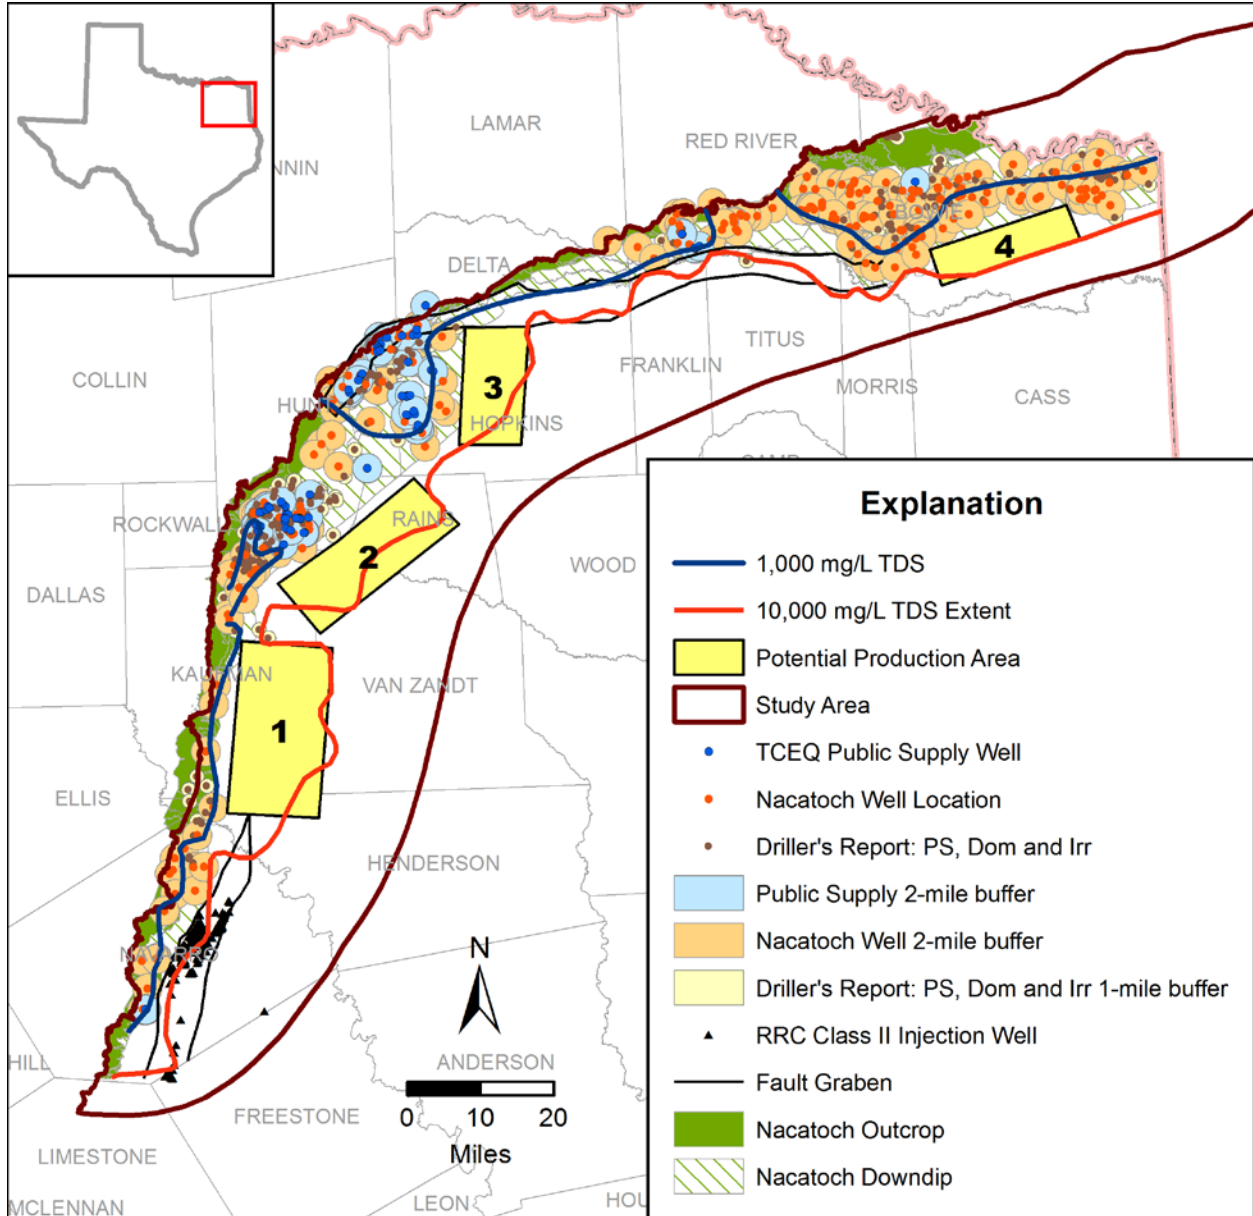 LAMAR
RED RIVER
NNIN
BOWIE
4
DELTA
TITUS
FRANKLIN
COLLIN
3
MORRIS
CASS
HUNT
HOPKINS
ROCKWALL
RAINS
2
WOOD
DALLAS
KAUFMAN
VAN ZANDT
1
ELLIS
HENDERSON
NAVARRO
N
HILL
ANDERSON
0 10 20
Miles
FREESTONE
LIMESTONE
MCLENNAN
LEON
HOU
Explanation
1,000 mg/L TDS
10,000 mg/L TDS Extent
Potential Production Area
Study Area
TCEQ Public Supply Well
Nacatoch Well Location
Driller's Report: PS, Dom and Irr
Public Supply 2-mile buffer
Nacatoch Well 2-mile buffer
Driller's Report: PS, Dom and Irr 1-mile buffer
RRC Class II Injection Well
Fault Graben
Nacatoch Outcrop
Nacatoch Downdip